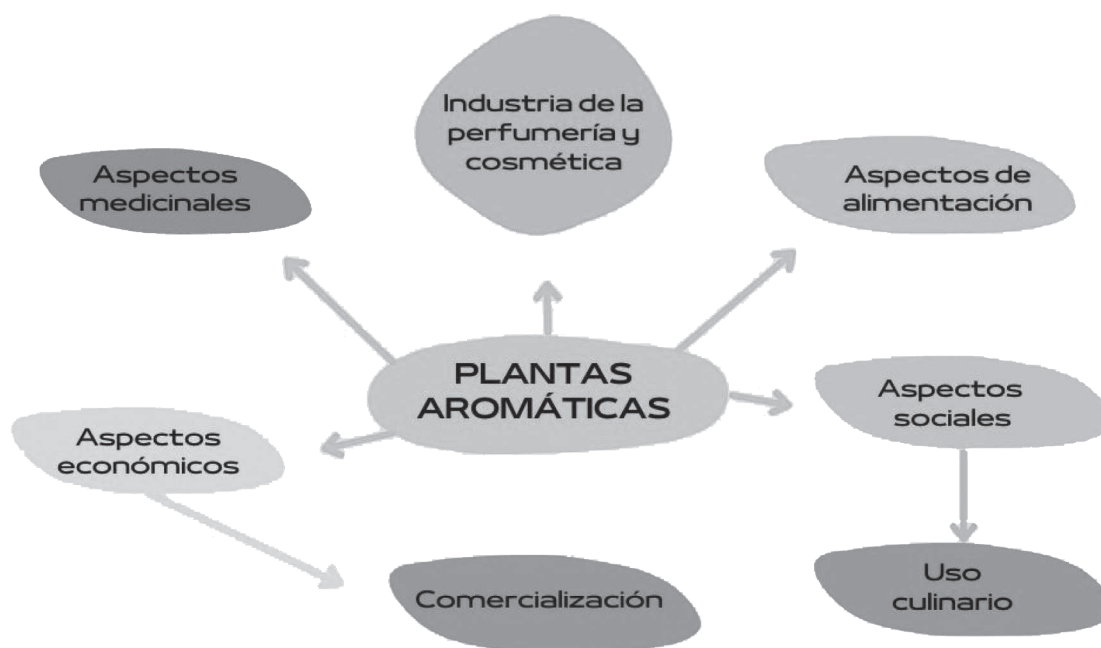 Industria de la
perfumería y
cosmética
Aspectos
medicinales
Aspectos de
alimentación
PLANTAS
AROMÁTICAS
Aspectos
sociales
Aspectos
económicos
Uso
culinario
Comercialización